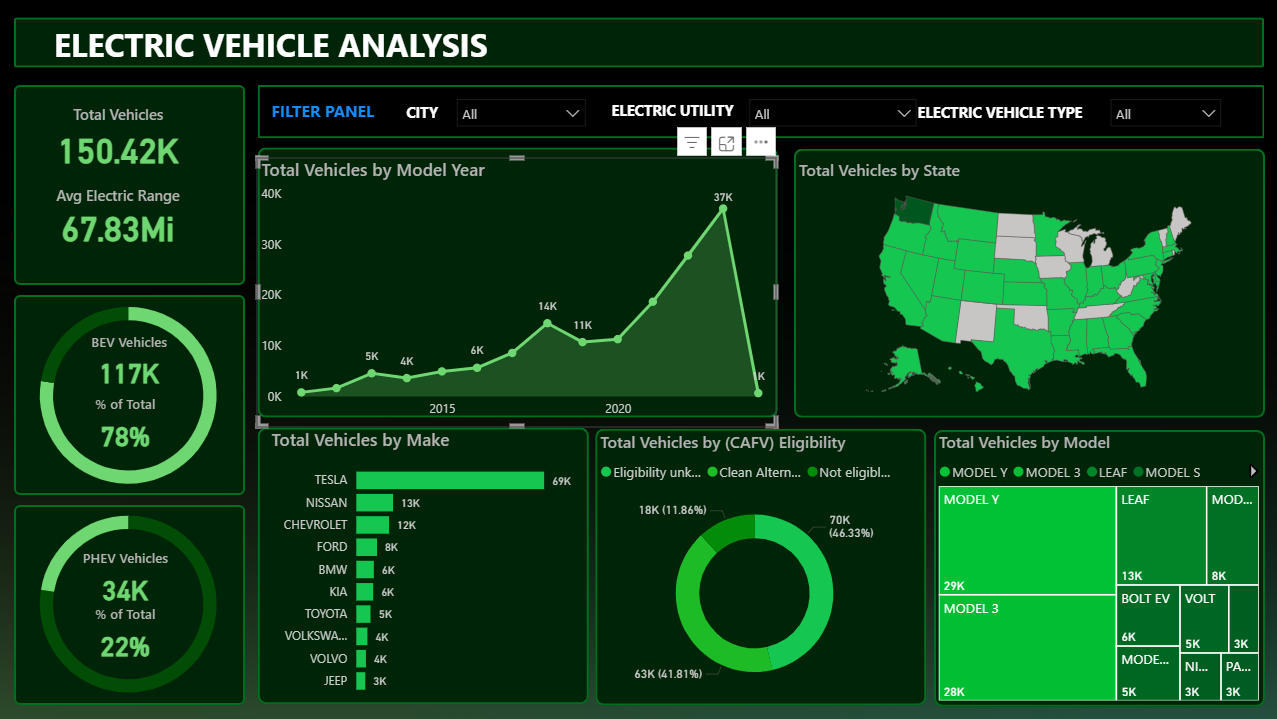 ELECTRIC VEHICLE ANALYSIS
Total Vehicles
150.42K
Avg Electric Range
67.83Mi
FILTER PANEL
CITY
All
ELECTRIC UTILITY
All
ELECTRIC VEHICLE TYPE
All
BEV Vehicles
117K
% of Total
78%
PHEV Vehicles
34K
% of Total
22%
Total Vehicles by Model Year
40K
30K
20K
10K
0K
1K
5K
4K
6K
14K
11K
37K
1K
2015
2020
Total Vehicles by State
Total Vehicles by Make
TESLA 69K
NISSAN 13K
CHEVROLET 12K
FORD 8K
BMW 6K
KIA 6K
TOYOTA 5K
VOLKSWA... 4K
VOLVO 4K
JEEP 3K
Total Vehicles by (CAFV) Eligibility
Eligibility unk... Clean Altern... Not eligibl...
18K (11.86%)
70K
(46.33%)
63K (41.81%)
Total Vehicles by Model
MODEL Y MODEL 3 LEAF MODEL S
MODEL Y
29K
MODEL 3
28K
LEAF
13K
MOD...
8K
BOLT EV
6K
VOLT
5K
3K
MODE...
5K
NI...
3K
PA...
3K